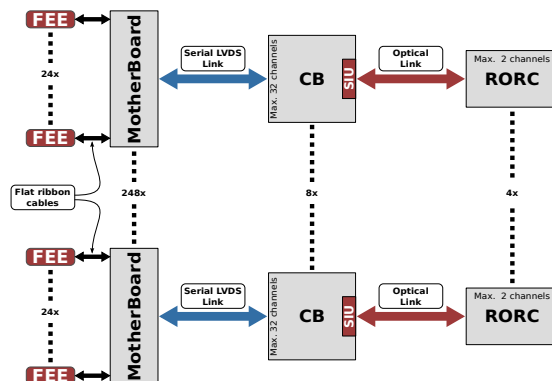 FEE
24x
FEE
MotherBoard
Serial LVDS
Link
Max. 32 channels
CB
SIU
Optical
Link
Max. 2 channels
RORC
Flat ribbon
cables
248x
8x
4x
FEE
24x
FEE
MotherBoard
Serial LVDS
Link
Max. 32 channels
CB
SIU
Optical
Link
Max. 2 channels
RORC